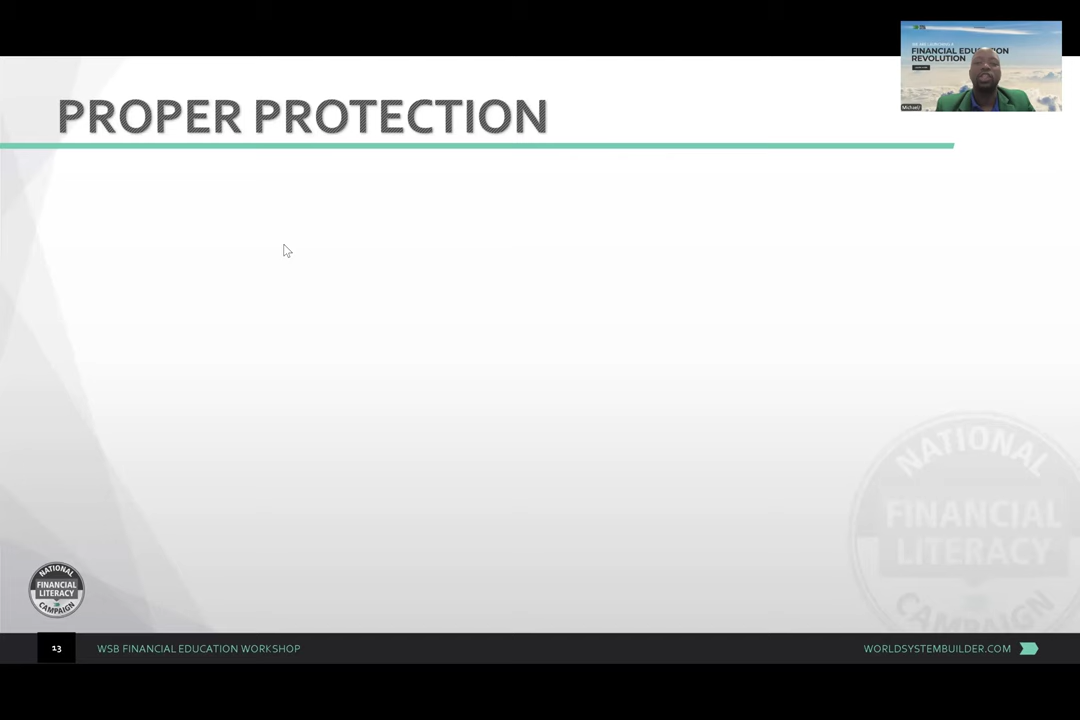 FINANCIAL EDUCATION
REVOLUTION
PROPER PROTECTION
NATIONAL
FINANCIAL
LITERACY
CAMPAIGN
NATIONAL
FINANCIAL
LITERACY
CAMPAIGN
13
WSB FINANCIAL EDUCATION WORKSHOP
WORLDSYSTEMBUILDER.COM